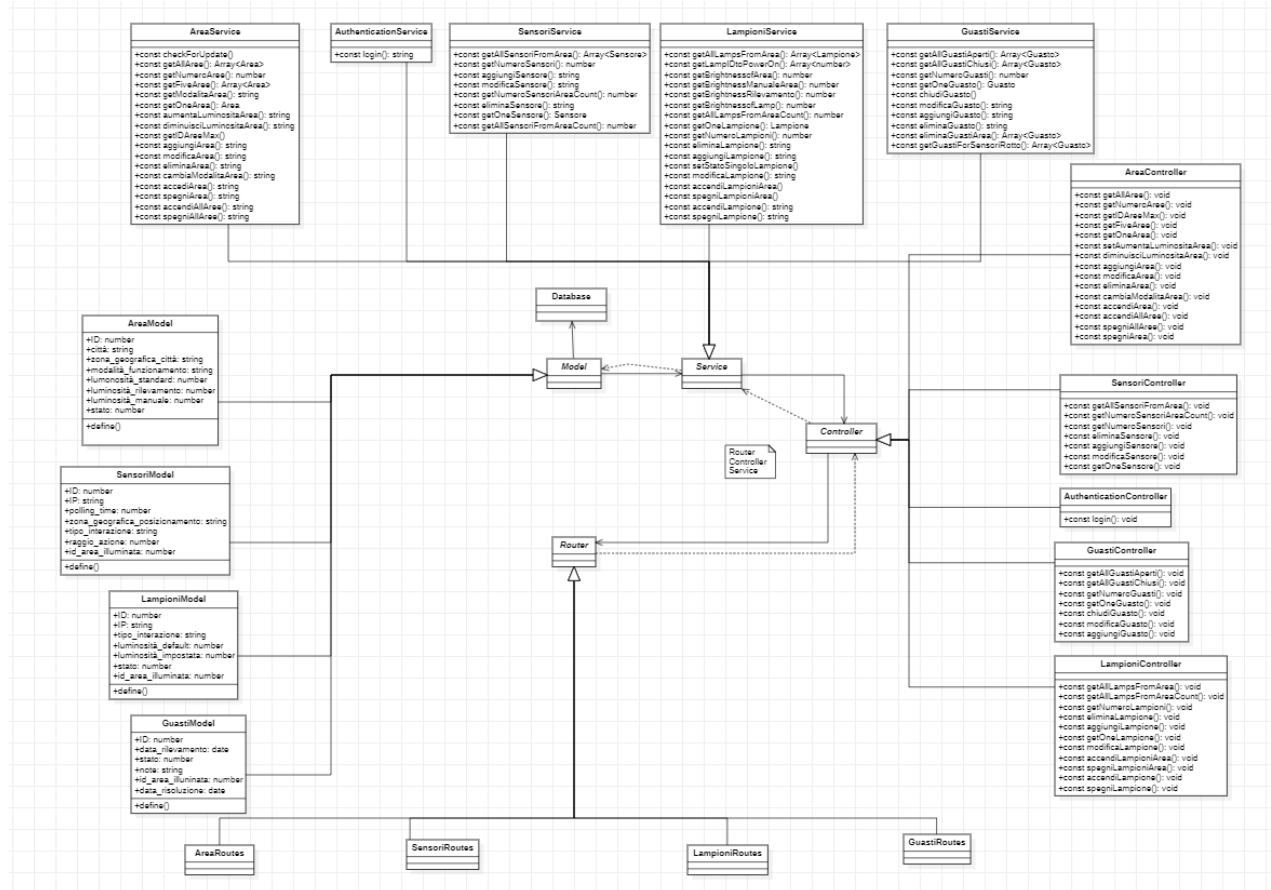 AreaService
+const checkForUpdate()
+const getAllAree(): Array<Area>
+const getNumeroAree(): number
+const getFiveAree(): Array<Area>
+const getModalitaArea(): string
+const getOneArea(): Area
+const aumentaLuminositaArea(): string
+const diminuisciLuminositaArea(): string
+const getIDAreeMax()
+const aggiungiArea(): string
+const modificaArea(): string
+const eliminaArea(): string
+const cambiaModalitaArea(): string
+const accediArea(): string
+const spegniArea(): string
+const accendiAllAree(): string
+const spegniAllAree(): string
AuthenticationService
+const login(): string
SensoriService
+const getAllSensoriFromArea(): Array<Sensore>
+const getNumeroSensori(): number
+const aggiungiSensore(): string
+const modificaSensore(): string
+const getNumeroSensoriAreaCount(): number
+const eliminaSensore(): string
+const getOneSensore(): Sensore
+const getAllSensoriFromAreaCount(): number
LampioniService
+const getAllLampsFromArea(): Array<Lampione>
+const getLampIDtoPowerOn(): Array<number>
+const getBrightnessofArea(): number
+const getBrightnessManualeArea(): number
+const getBrightnessRilevamento(): number
+const getBrightnessofLamp(): number
+const getAllLampsFromAreaCount(): number
+const getOneLampione(): Lampione
+const getNumeroLampioni(): number
+const eliminaLampione(): string
+const aggiungiLampione(): string
+const setStatoSingoloLampione()
+const modificaLampione(): string
+const accendiLampioniArea()
+const spegniLampioniArea()
+const accendiLampione(): string
+const spegniLampione(): string
GuastiService
+const getAllGuastiAperti(): Array<Guasto>
+const getAllGuastiChiusi(): Array<Guasto>
+const getNumeroGuasti(): number
+const getOneGuasto(): Guasto
+const chiudiGuasto()
+const modificaGuasto(): string
+const aggiungiGuasto(): string
+const eliminaGuasto(): string
+const eliminaGuastiArea(): Array<Guasto>
+const getGuastiForSensoriRotto(): Array<Guasto>
AreaController
+const getAllAree(): void
+const getNumeroAree(): void
+const getIDAreeMax(): void
+const getFiveAree(): void
+const getOneArea(): void
+const setAumentaLuminositaArea(): void
+const diminuisciLuminositaArea(): void
+const aggiungiArea(): void
+const modificaArea(): void
+const eliminaArea(): void
+const cambiaModalitaArea(): void
+const accendiArea(): void
+const accendiAllAree(): void
+const spegniAllAree(): void
+const spegniArea(): void
Database
Model
Service
Controller
Router
Controller
Service
Router
AreaModel
+ID: number
+città: string
+zona_geografica_città: string
+modalità_funzionamento: string
+lumonosità_standard: number
+luminosità_rilevamento: number
+luminosità_manuale: number
+stato: number
+define()
SensoriModel
+ID: number
+IP: string
+polling_time: number
+zona_geografica_posizionamento: string
+tipo_interazione: string
+raggio_azione: number
+id_area_illuminata: number
+define()
LampioniModel
+ID: number
+IP: string
+tipo_interazione: string
+luminosità_default: number
+luminosità_impostata: number
+stato: number
+id_area_illuminata: number
+define()
GuastiModel
+ID: number
+data_rilevamento: date
+stato: number
+note: string
+id_area_illuninata: number
+data_risoluzione: date
+define()
SensoriController
+const getAllSensoriFromArea(): void
+const getNumeroSensoriAreaCount(): void
+const getNumeroSensori(): void
+const eliminaSensore(): void
+const aggiungiSensore(): void
+const modificaSensore(): void
+const getOneSensore(): void
AuthenticationController
+const login(): void
GuastiController
+const getAllGuastiAperti(): void
+const getAllGuastiChiusi(): void
+const getNumeroGuasti(): void
+const getOneGuasto(): void
+const chiudiGuasto(): void
+const modificaGuasto(): void
+const aggiungiGuasto(): void
LampioniController
+const getAllLampsFromArea(): void
+const getAllLampsFromAreaCount(): void
+const getNumeroLampioni(): void
+const eliminaLampione(): void
+const aggiungiLampione(): void
+const getOneLampione(): void
+const modificaLampione(): void
+const accendiLampioniArea(): void
+const spegniLampioniArea(): void
+const accendiLampione(): void
+const spegniLampione(): void
AreaRoutes
SensoriRoutes
LampioniRoutes
GuastiRoutes